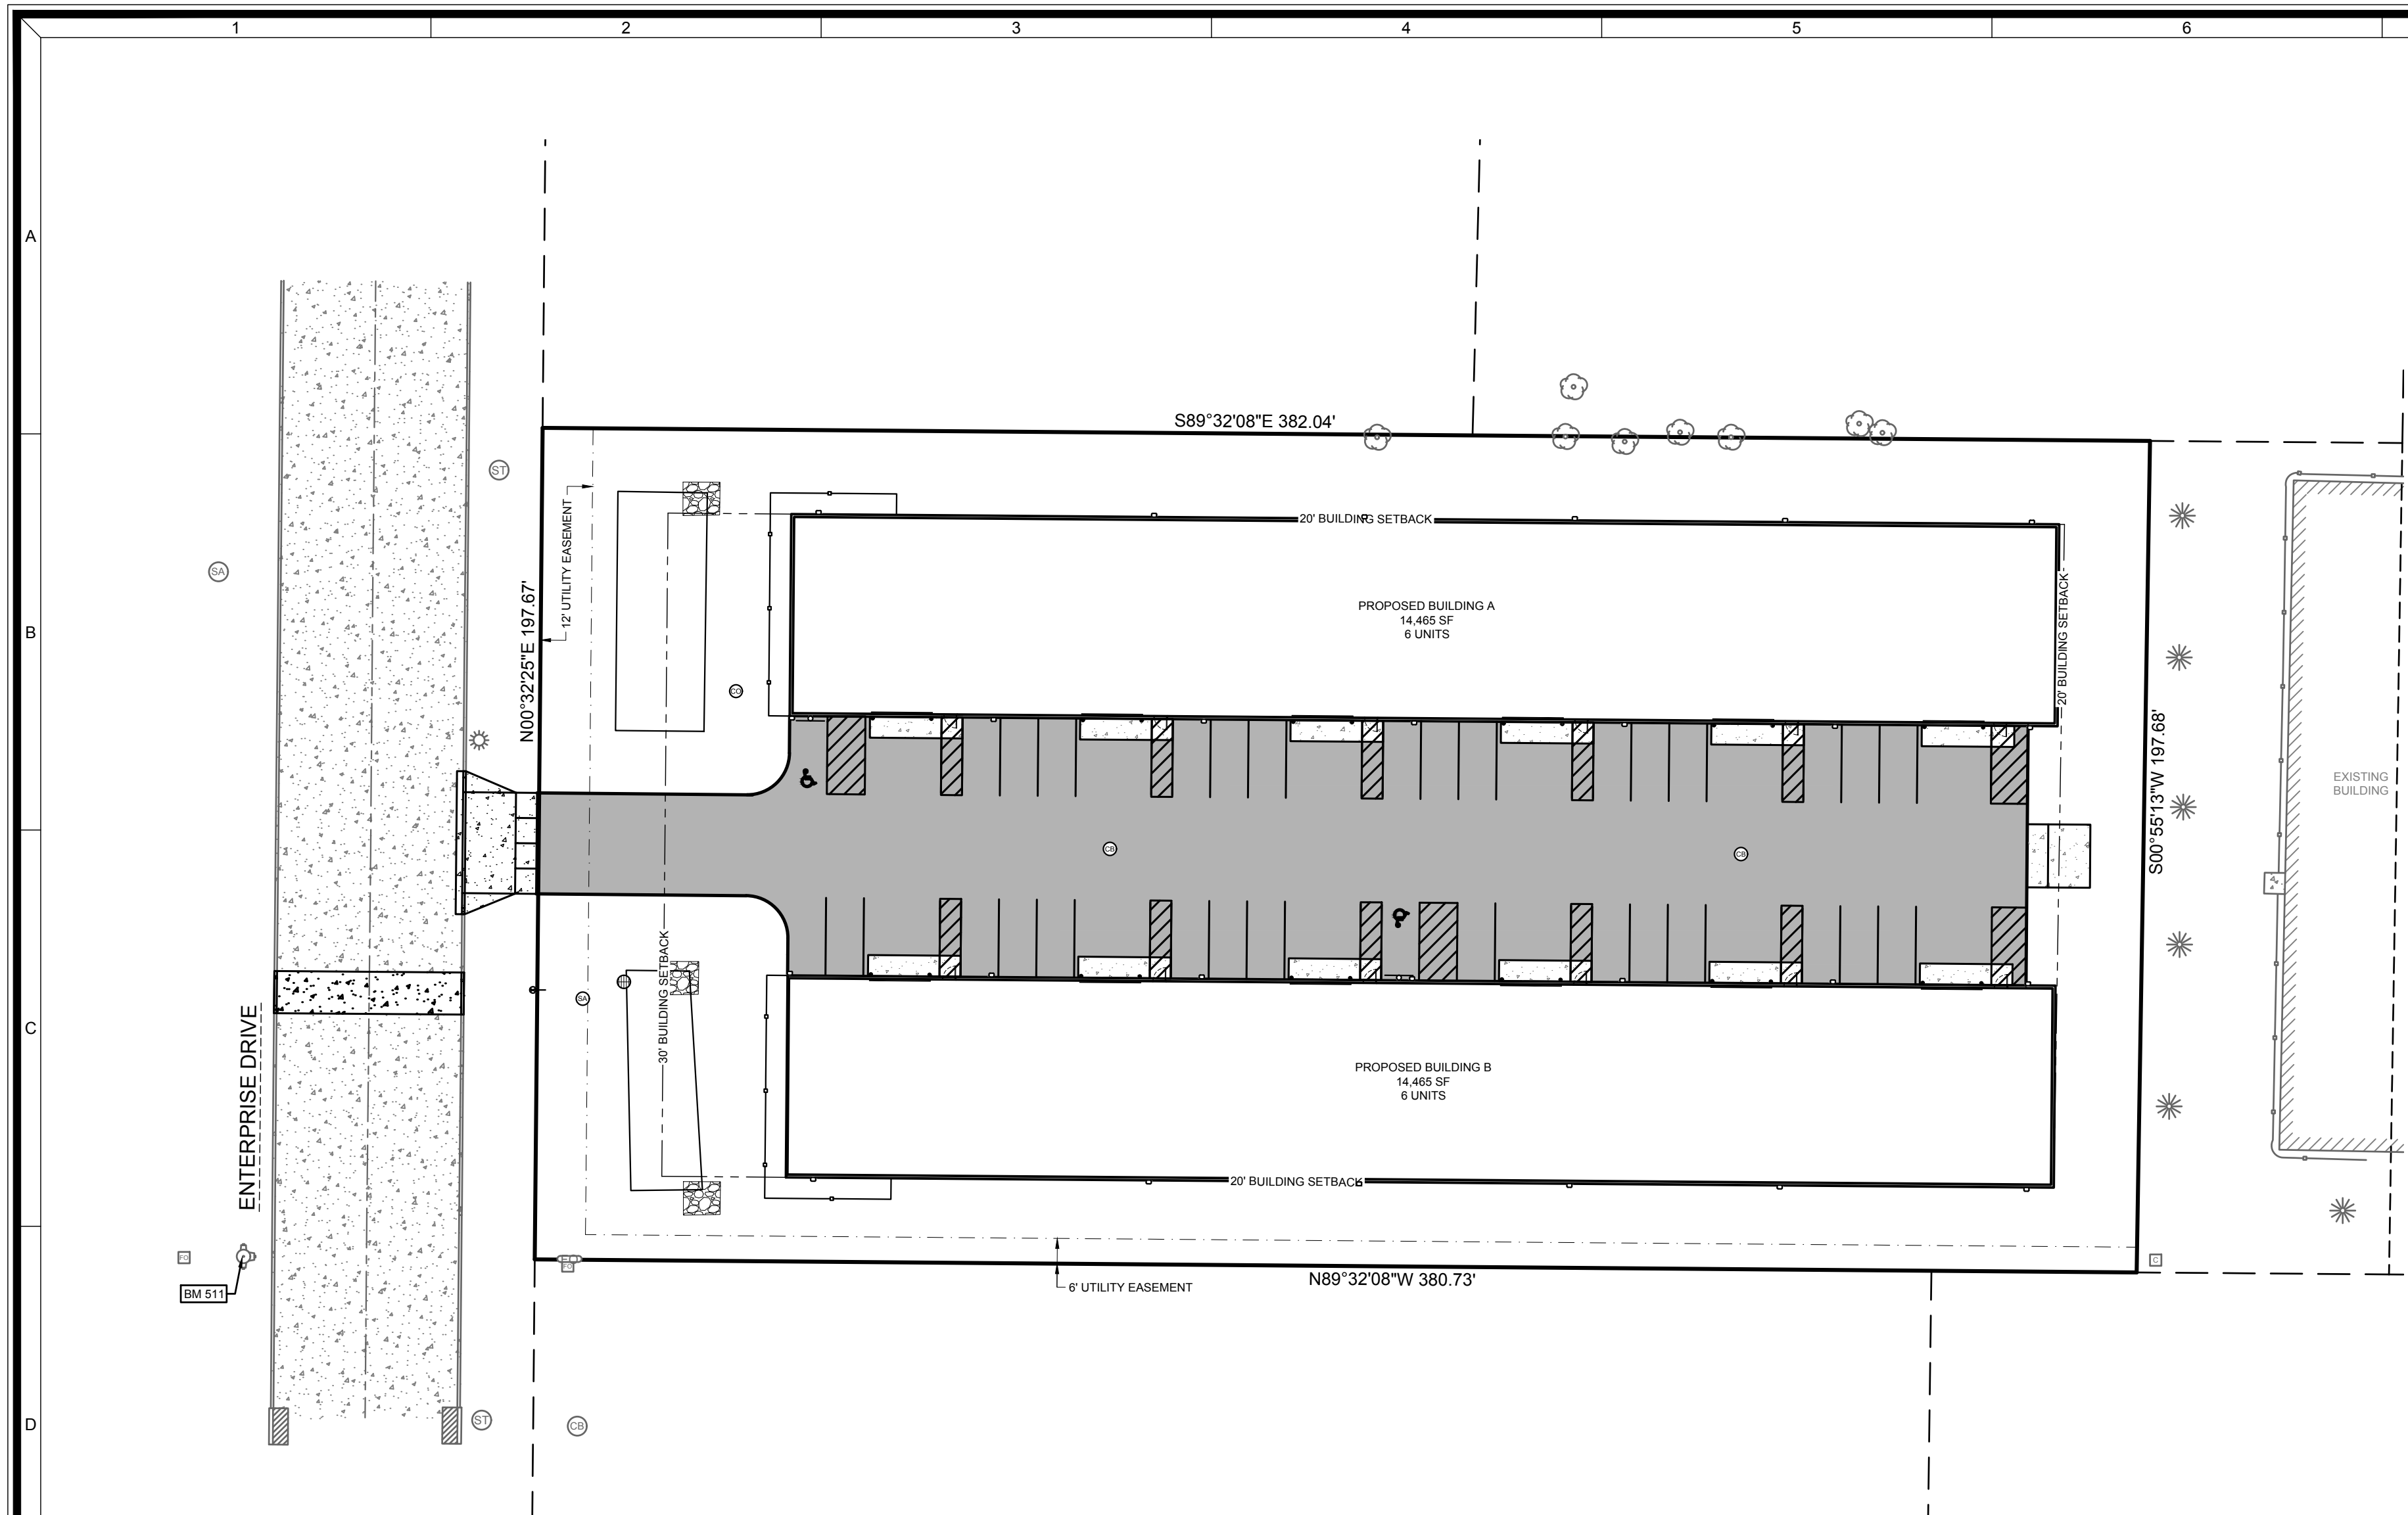 1
2
3
4
5
6
A
B
C
D
S89°32'08"E 382.04'
ST
SA
12' UTILITY EASEMENT
N00°32'25"E 197.67'
20' BUILDING SETBACK
PROPOSED BUILDING A
14,465 SF
6 UNITS
20' BUILDING SETBACK
S00°55'13"W 197.68'
EXISTING
BUILDING
CO
CB
CB
30' BUILDING SETBACK
SA
ENTERPRISE DRIVE
PROPOSED BUILDING B
14,465 SF
6 UNITS
20' BUILDING SETBACK
FO
BM 511
FO
6' UTILITY EASEMENT
N89°32'08"W 380.73'
C
ST
CB